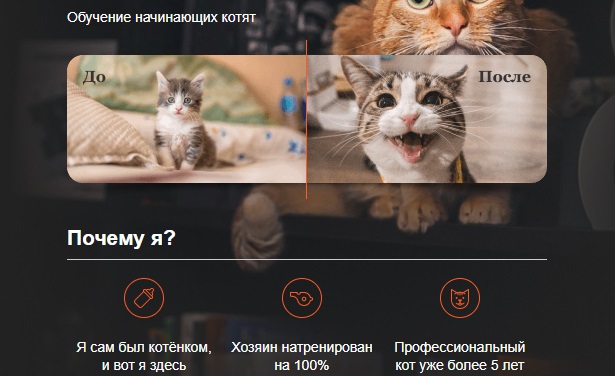 Обучение начинающих котят
До
После
Почему я?
Я сам был котёнком,
и вот я здесь
Хозяин натренирован
на 100%
Профессиональный
кот уже более 5 лет